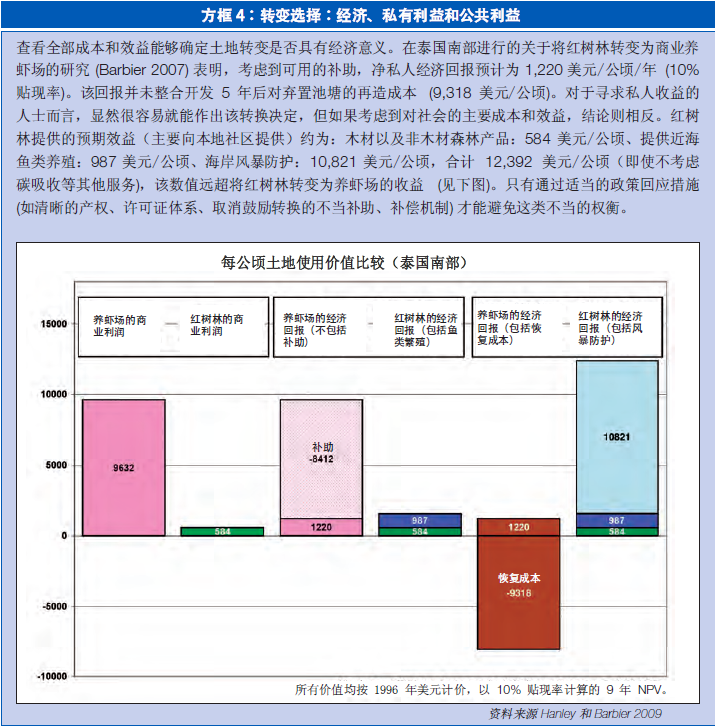 方框 4：转变选择：经济、私有利益和公共利益
查看全部成本和效益能够确定土地转变是否具有经济意义。在泰国南部进行的关于将红树林转变为商业养
虾场的研究 (Barbier 2007) 表明，考虑到可用的补助，净私人经济回报预计为 1,220 美元/公顷/年 (10%
贴现率)。该回报并未整合开发 5 年后对弃置池塘的再造成本 (9,318 美元/公顷)。对于寻求私人收益的
人士而言，显然很容易就能作出该转换决定，但如果考虑到对社会的主要成本和效益，结论则相反。红树
林提供的预期效益（主要向本地社区提供）约为：木材以及非木材森林产品：584 美元/公顷、提供近海
鱼类养殖：987 美元/公顷、海岸风暴防护：10,821 美元/公顷，合计 12,392 美元/公顷（即使不考虑
碳吸收等其他服务)，该数值远超将红树林转变为养虾场的收益 (见下图)。只有通过适当的政策回应措施
(如清晰的产权、许可证体系、取消鼓励转换的不当补助、补偿机制) 才能避免这类不当的权衡。
每公顷土地使用价值比较（泰国南部）
养虾场的商
业利润
红树林的商
业利润
养虾场的经济
回报（不包括
补助）
红树林的经济
回报（包括鱼
类繁殖）
养虾场的经济
回报（包括恢
复成本）
红树林的经济
回报（包括风
暴防护）
15000
10000
5000
0
-5000
-10000
9632
584
补助
-8412
1220
987
584
1220
恢复成本
-9318
10821
987
584
所有价值均按 1996 年美元计价，以 10% 贴现率计算的 9 年 NPV。
资料来源 Hanley 和 Barbier 2009